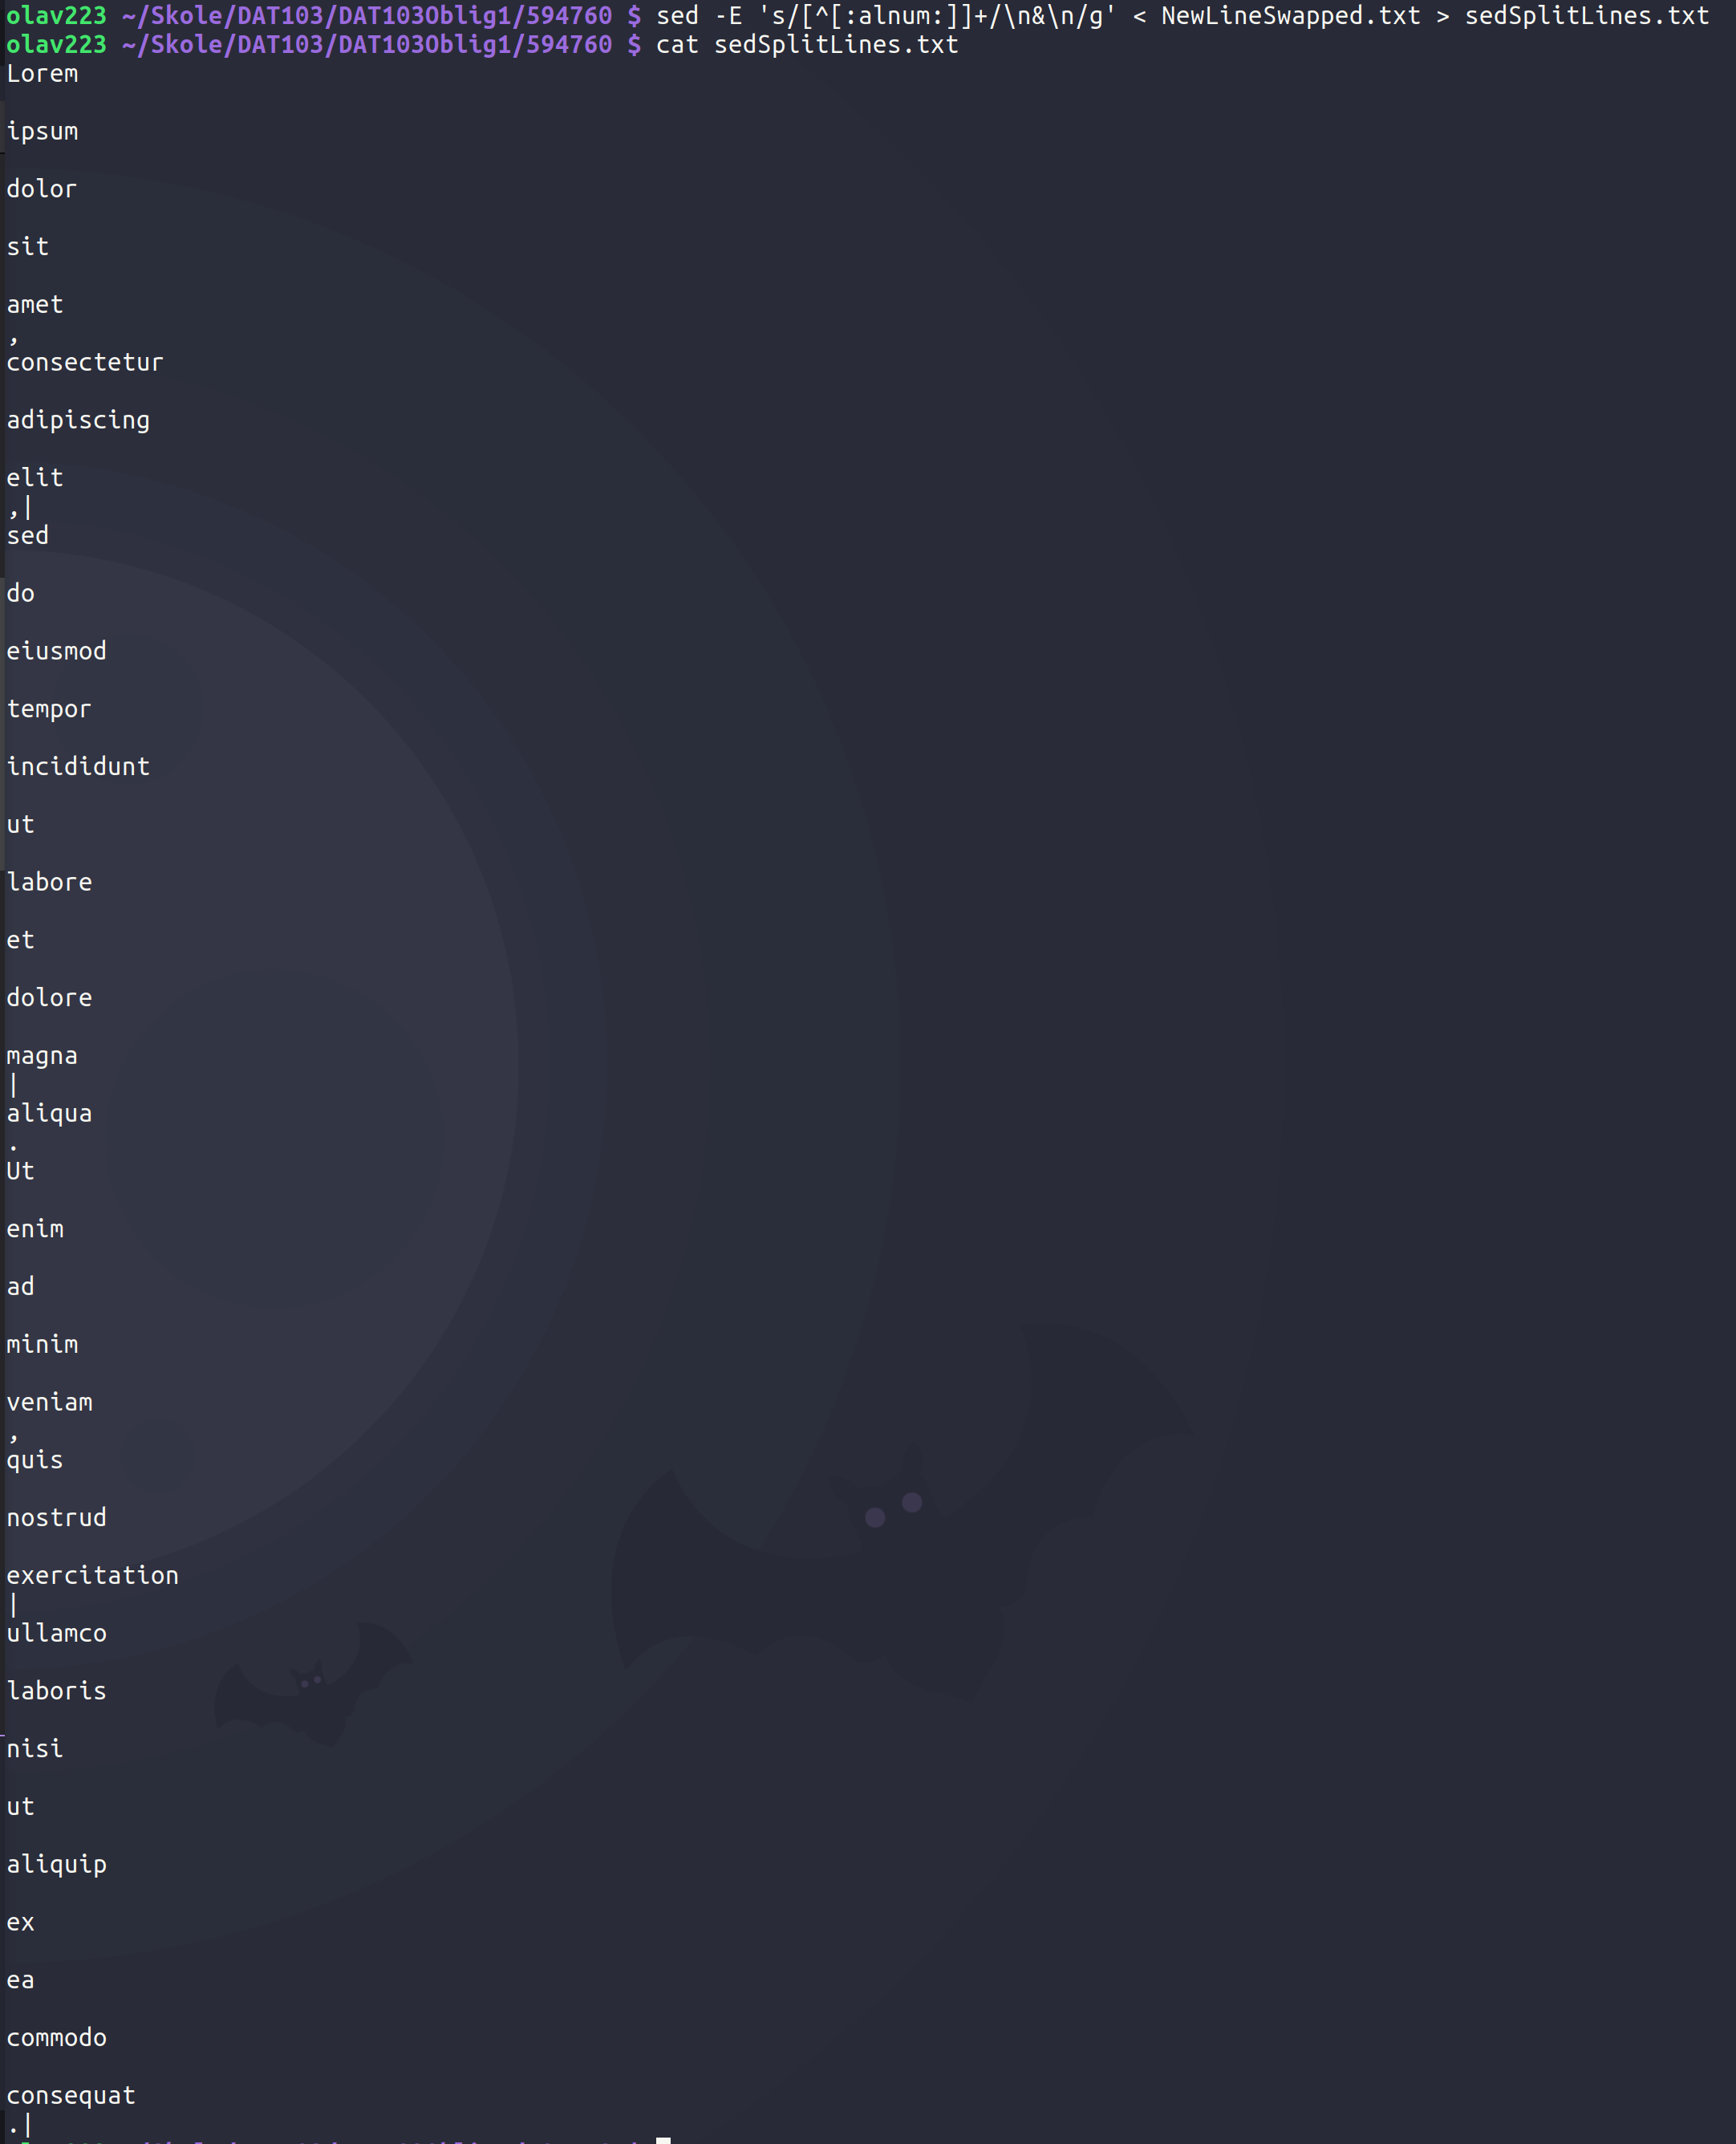 olav223 ~/Skole/DAT103/DAT103Oblig1/594760 $ sed -E 's/[^[:alnum:]]+/\n&\n/g' < NewLineSwapped.txt > sedSplitLines.txt
olav223 ~/Skole/DAT103/DAT103Oblig1/594760 $ cat sedSplitLines.txt
Lorem
ipsum
dolor
sit
amet
,
consectetur
adipiscing
elit
,|
sed
do
eiusmod
tempor
incididunt
ut
labore
et
dolore
magna
|
aliqua
.
Ut
enim
ad
minim
veniam
,
quis
nostrud
exercitation
|
ullamco
laboris
nisi
ut
aliquip
ex
ea
commodo
consequat
.|